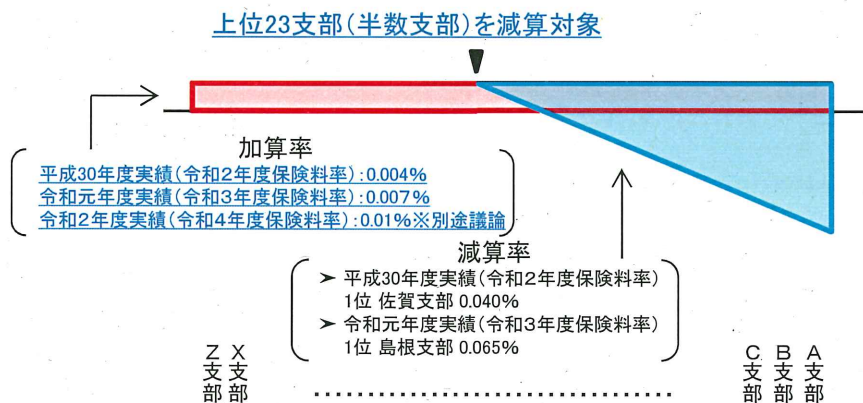 上位23支部(半数支部)を減算対象
加算率
平成30年度実績(令和2年度保険料率):0.004%
令和元年度実績(令和3年度保険料率):0.007%
令和2年度実績(令和4年度保険料率):0.01%※別途議論
減算率
➤ 平成30年度実績(令和2年度保険料率)
1位 佐賀支部 0.040%
➤ 令和元年度実績(令和3年度保険料率)
1位 島根支部 0.065%
Z支部
X支部
C支部
B支部
A支部